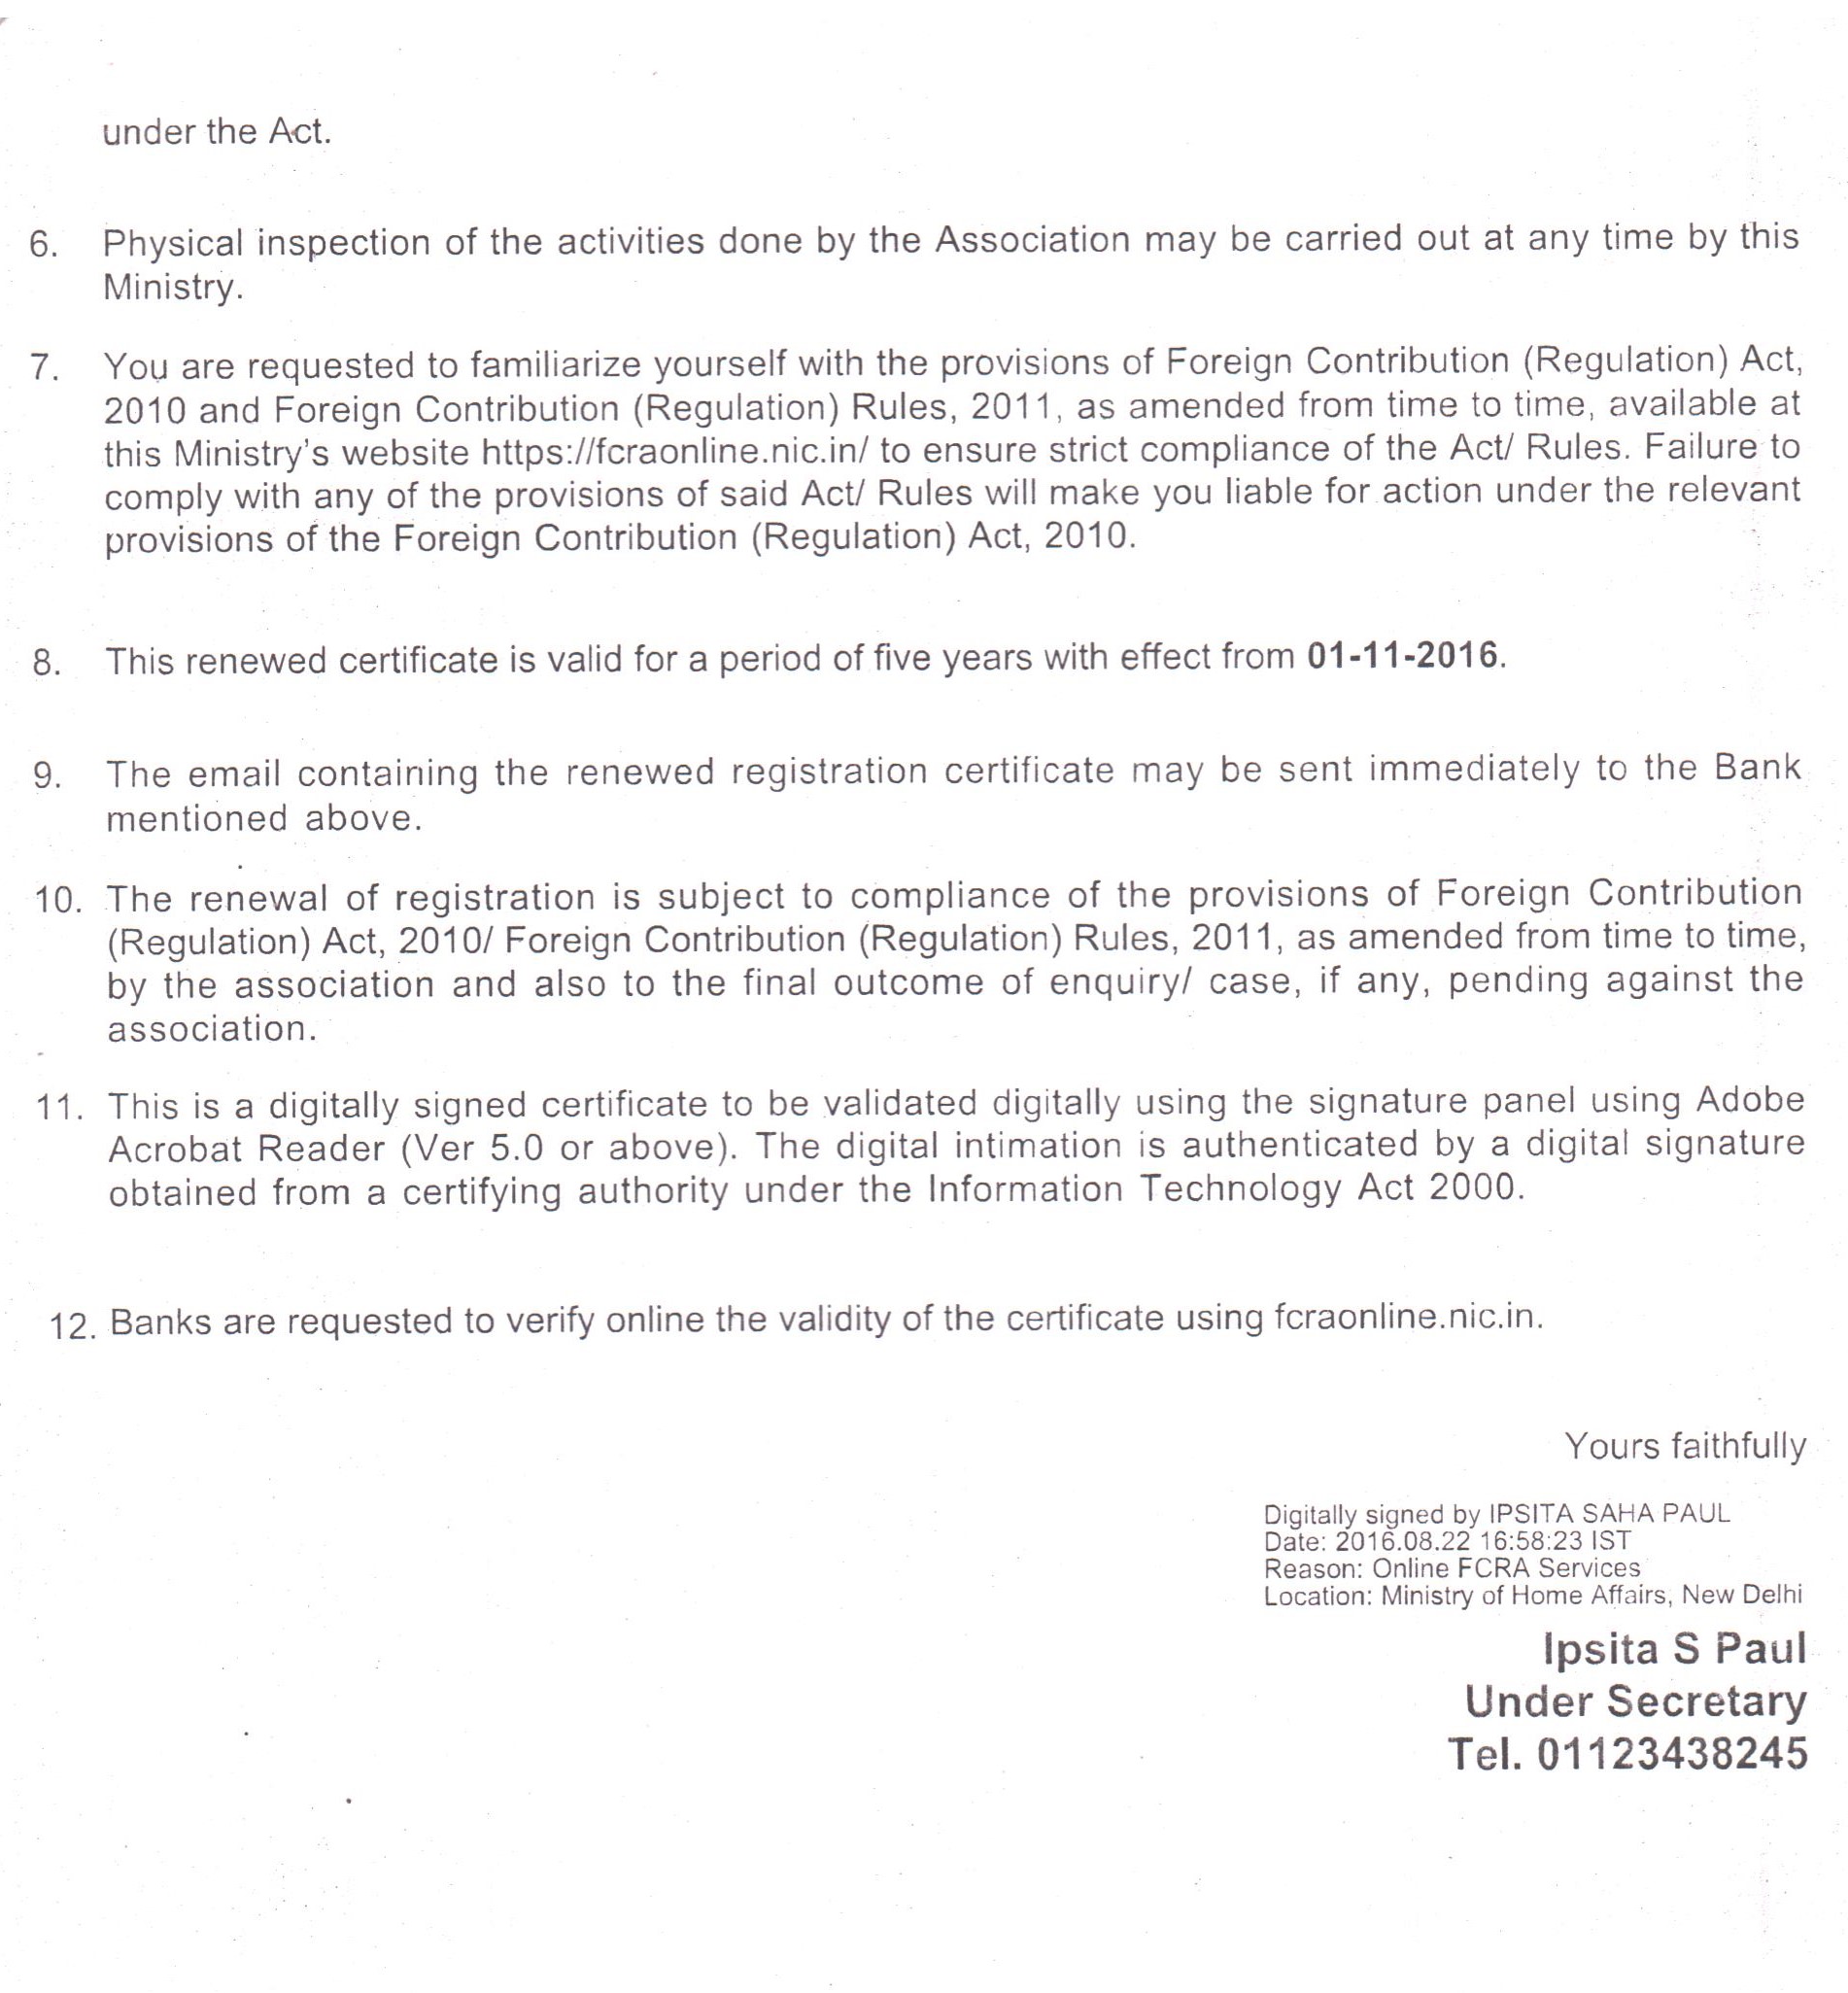 under the Act.
6. Physical inspection of the activities done by the Association may be carried out at any time by this
Ministry.
7. You are requested to familiarize yourself with the provisions of Foreign Contribution (Regulation) Act,
2010 and Foreign Contribution (Regulation) Rules, 2011, as amended from time to time, available at
this Ministry's website https://fcraonline.nic.in/ to ensure strict compliance of the Act/ Rules. Failure to
comply with any of the provisions of said Act/ Rules will make you liable for action under the relevant
provisions of the Foreign Contribution (Regulation) Act, 2010.
8. This renewed certificate is valid for a period of five years with effect from 01-11-2016.
9. The email containing the renewed registration certificate may be sent immediately to the Bank
mentioned above.
10. The renewal of registration is subject to compliance of the provisions of Foreign Contribution
(Regulation) Act, 2010/ Foreign Contribution (Regulation) Rules, 2011, as amended from time to time,
by the association and also to the final outcome of enquiry/ case, if any, pending against the
association.
11. This is a digitally signed certificate to be validated digitally using the signature panel using Adobe
Acrobat Reader (Ver 5.0 or above). The digital intimation is authenticated by a digital signature
obtained from a certifying authority under the Information Technology Act 2000.
12. Banks are requested to verify online the validity of the certificate using fcraonline.nic.in.
Yours faithfully
Digitally signed by IPSITA SAHA PAUL
Date: 2016.08.22 16:58:23 IST
Reason: Online FCRA Services
Location: Ministry of Home Affairs, New Delhi
Ipsita S Paul
Under Secretary
Tel. 01123438245